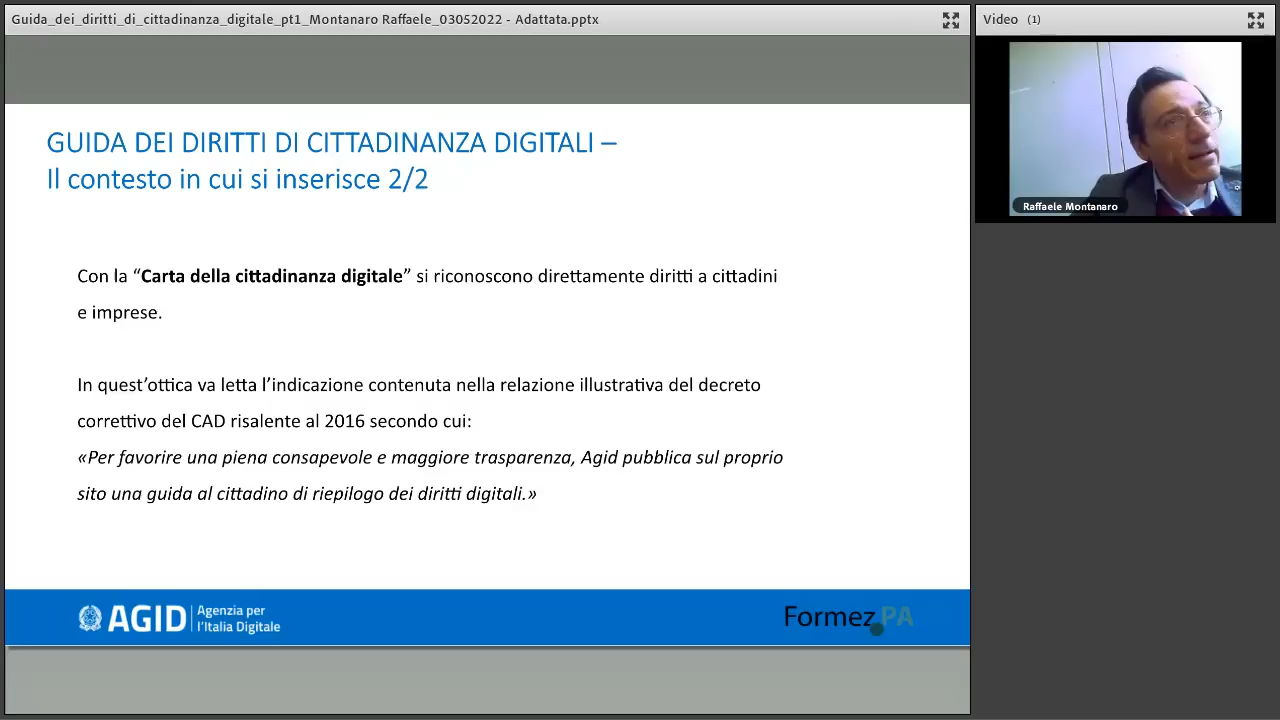 Guida_dei_diritti_di_cittadinanza_digitale_pt1_Montanaro Raffaele_03052022 - Adattata.pptx
Video (1)
Raffaele Montanaro
GUIDA DEI DIRITTI DI CITTADINANZA DIGITALI –
Il contesto in cui si inserisce 2/2
Con la “Carta della cittadinanza digitale” si riconoscono direttamente diritti a cittadini
e imprese.
In quest’ottica va letta l’indicazione contenuta nella relazione illustrativa del decreto
correttivo del CAD risalente al 2016 secondo cui:
«Per favorire una piena consapevole e maggiore trasparenza, Agid pubblica sul proprio
sito una guida al cittadino di riepilogo dei diritti digitali.»
AGID
Agenzia per
l’Italia Digitale
Formez PA